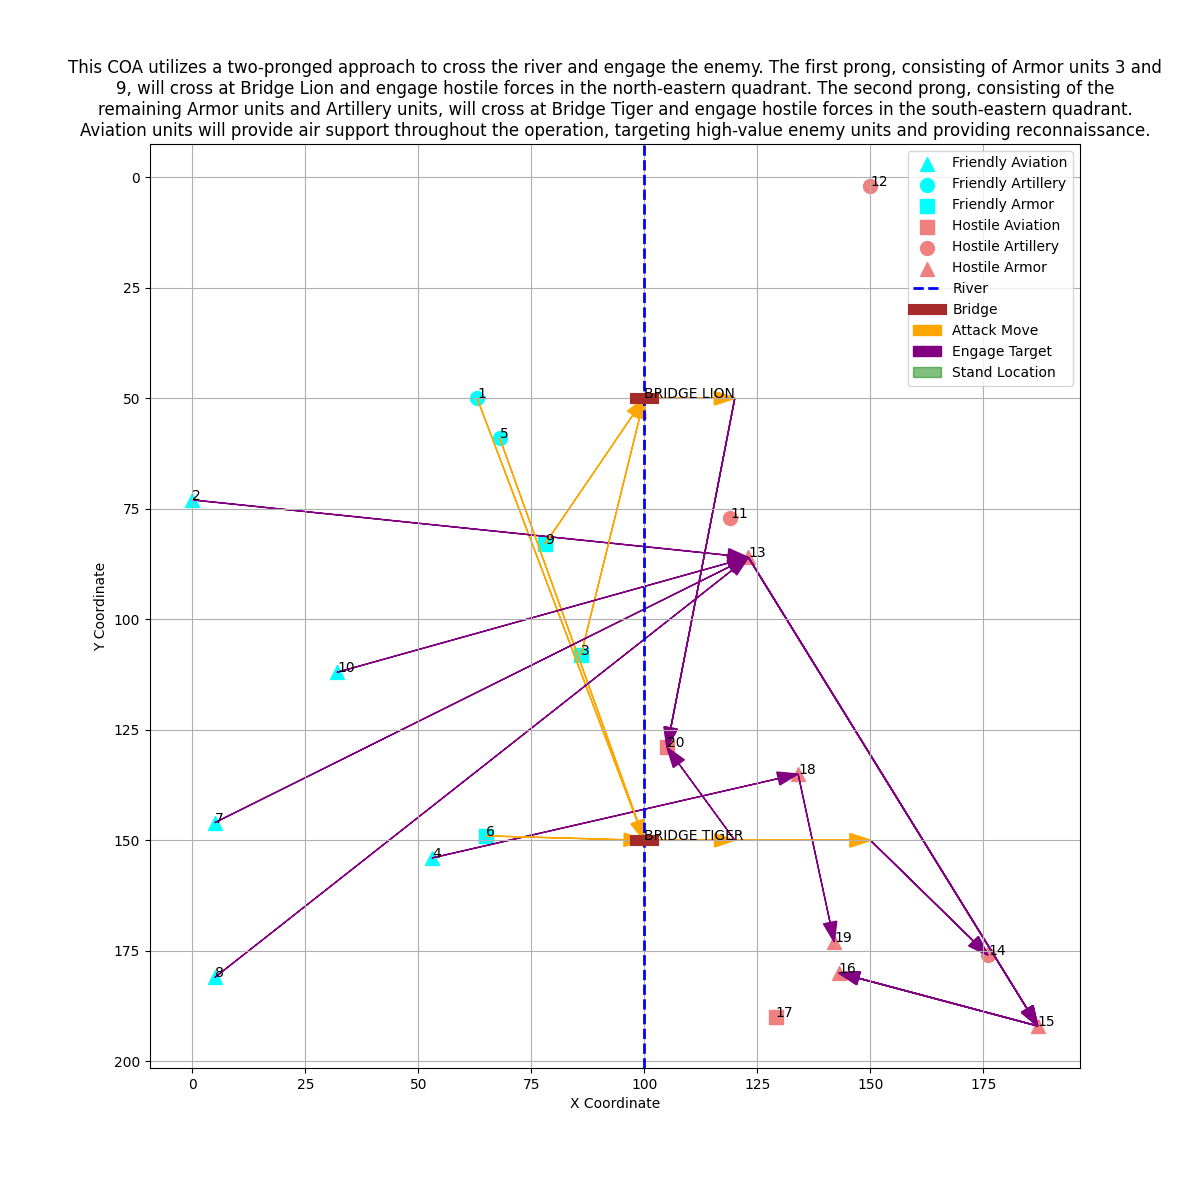 This COA utilizes a two-pronged approach to cross the river and engage the enemy. The first prong, consisting of Armor units 3 and
9, will cross at Bridge Lion and engage hostile forces in the north-eastern quadrant. The second prong, consisting of the
remaining Armor units and Artillery units, will cross at Bridge Tiger and engage hostile forces in the south-eastern quadrant.
Aviation units will provide air support throughout the operation, targeting high-value enemy units and providing reconnaissance.
Friendly Aviation
Friendly Artillery
Friendly Armor
Hostile Aviation
Hostile Artillery
Hostile Armor
River
Bridge
Attack Move
Engage Target
Stand Location
12
1
BRIDGE LION
5
2
11
9
13
3
10
20
18
7
6
BRIDGE TIGER
4
19
14
16
8
17
15
0
25
50
75
100
125
150
175
200
Y Coordinate
0
25
50
75
100
125
150
175
X Coordinate